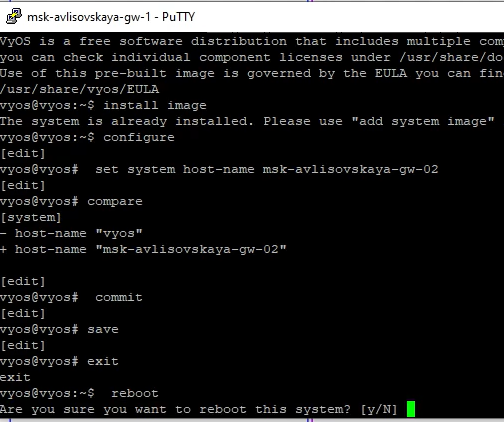 msk-avlisovskaya-gw-1 - PuTTY
VyOS is a free software distribution that includes multiple com
you can check individual component licenses under /usr/share/do
Use of this pre-built image is governed by the EULA you can fin
/usr/share/vyos/EULA
vyos@vyos:~$ install image
The system is already installed. Please use "add system image"
vyos@vyos:~$ configure
[edit]
vyos@vyos#  set system host-name msk-avlisovskaya-gw-02
[edit]
vyos@vyos# compare
[system]
- host-name "vyos"
+ host-name "msk-avlisovskaya-gw-02"

[edit]
vyos@vyos#  commit
[edit]
vyos@vyos# save
[edit]
vyos@vyos# exit
exit
vyos@vyos:~$  reboot
Are you sure you want to reboot this system? [y/N]